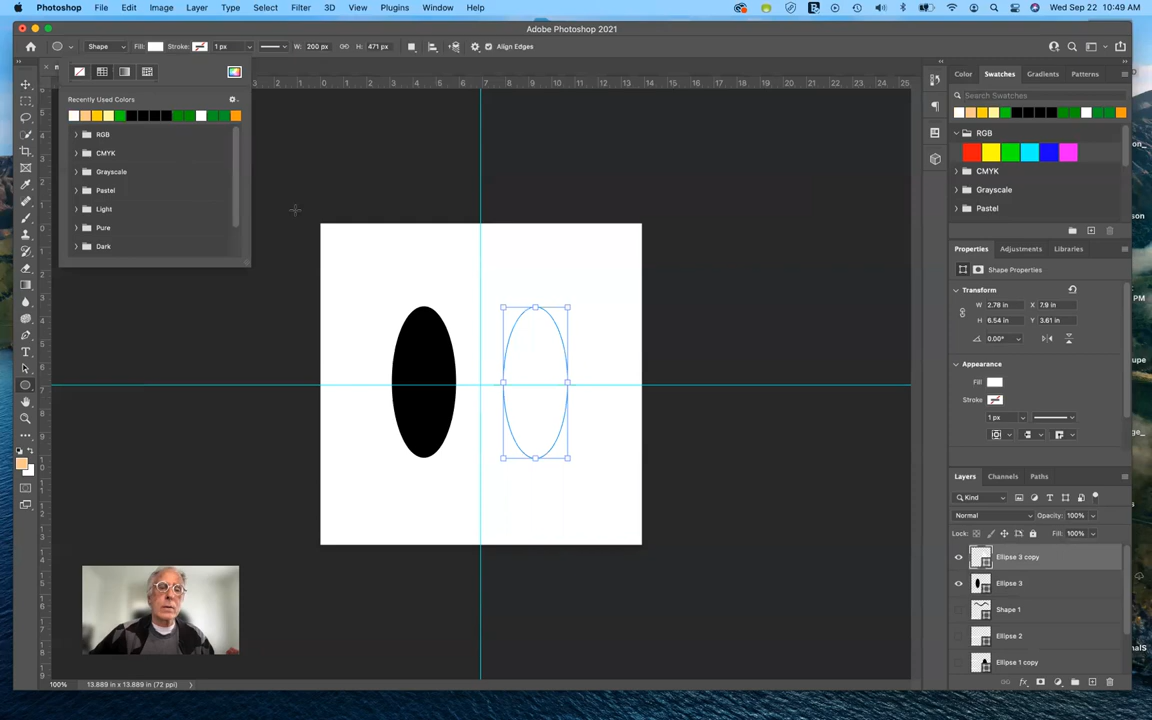 Photoshop File Edit Image Layer Type Select Filter 3D View Plugins Window Help Wed Sep 22 10:49 AM
Adobe Photoshop 2021
Shape Fill: Stroke: 1 px W: 200 px H: 471 px Align Edges
Recently Used Colors
RGB
CMYK
Grayscale
Pastel
Light
Pure
Dark
Color Swatches Gradients Patterns
Search Swatches
RGB
CMYK
Grayscale
Pastel
Properties Adjustments Libraries
Shape Properties
Transform
W 2.78 in X 7.9 in
H 6.54 in Y 3.61 in
0.00°
Appearance
Fill
Stroke
1 px
Layers Channels Paths
Kind
Normal Opacity: 100%
Lock: Fill: 100%
Ellipse 3 copy
Ellipse 3
Shape 1
Ellipse 2
Ellipse 1 copy
100% 13.889 in x 13.889 in (72 ppi)